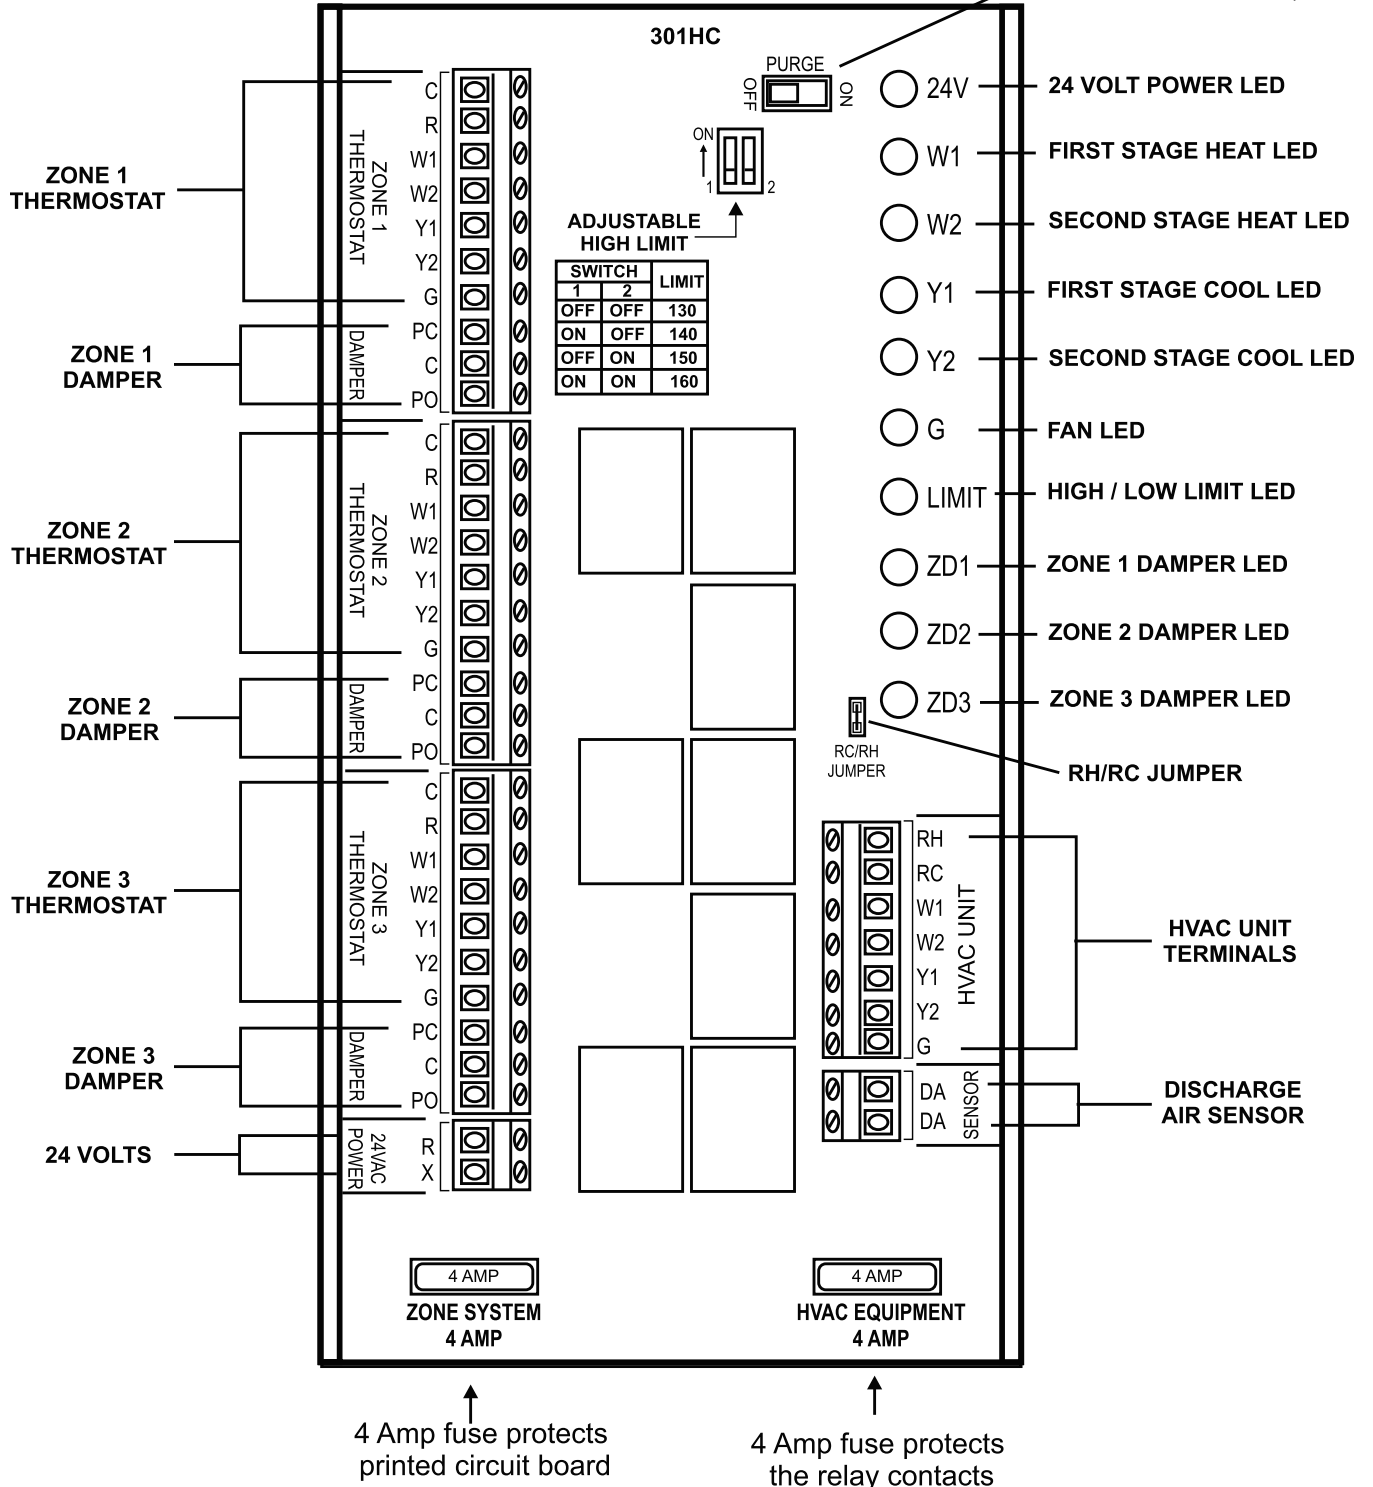 301HC
PURGE
OFF
ON
ON
1
2
ADJUSTABLE
HIGH LIMIT
SWITCH LIMIT
1 2
OFF OFF 130
ON OFF 140
OFF ON 150
ON ON 160
ZONE 1
THERMOSTAT
ZONE 1
THERMOSTAT
C
R
W1
W2
Y1
Y2
G
ZONE 1
DAMPER
DAMPER
PC
C
PO
ZONE 2
THERMOSTAT
ZONE 2
THERMOSTAT
C
R
W1
W2
Y1
Y2
G
ZONE 2
DAMPER
DAMPER
PC
C
PO
ZONE 3
THERMOSTAT
ZONE 3
THERMOSTAT
C
R
W1
W2
Y1
Y2
G
ZONE 3
DAMPER
DAMPER
PC
C
PO
24 VOLTS
24VAC
POWER
R
X
24V 24 VOLT POWER LED
W1 FIRST STAGE HEAT LED
W2 SECOND STAGE HEAT LED
Y1 FIRST STAGE COOL LED
Y2 SECOND STAGE COOL LED
G FAN LED
LIMIT HIGH / LOW LIMIT LED
ZD1 ZONE 1 DAMPER LED
ZD2 ZONE 2 DAMPER LED
ZD3 ZONE 3 DAMPER LED
RC/RH
JUMPER
RH/RC JUMPER
RH
RC
W1
W2
Y1
Y2
G
HVAC UNIT
HVAC UNIT
TERMINALS
DA
DA
SENSOR
DISCHARGE
AIR SENSOR
4 AMP
ZONE SYSTEM
4 AMP
4 AMP
HVAC EQUIPMENT
4 AMP
4 Amp fuse protects
printed circuit board
4 Amp fuse protects
the relay contacts